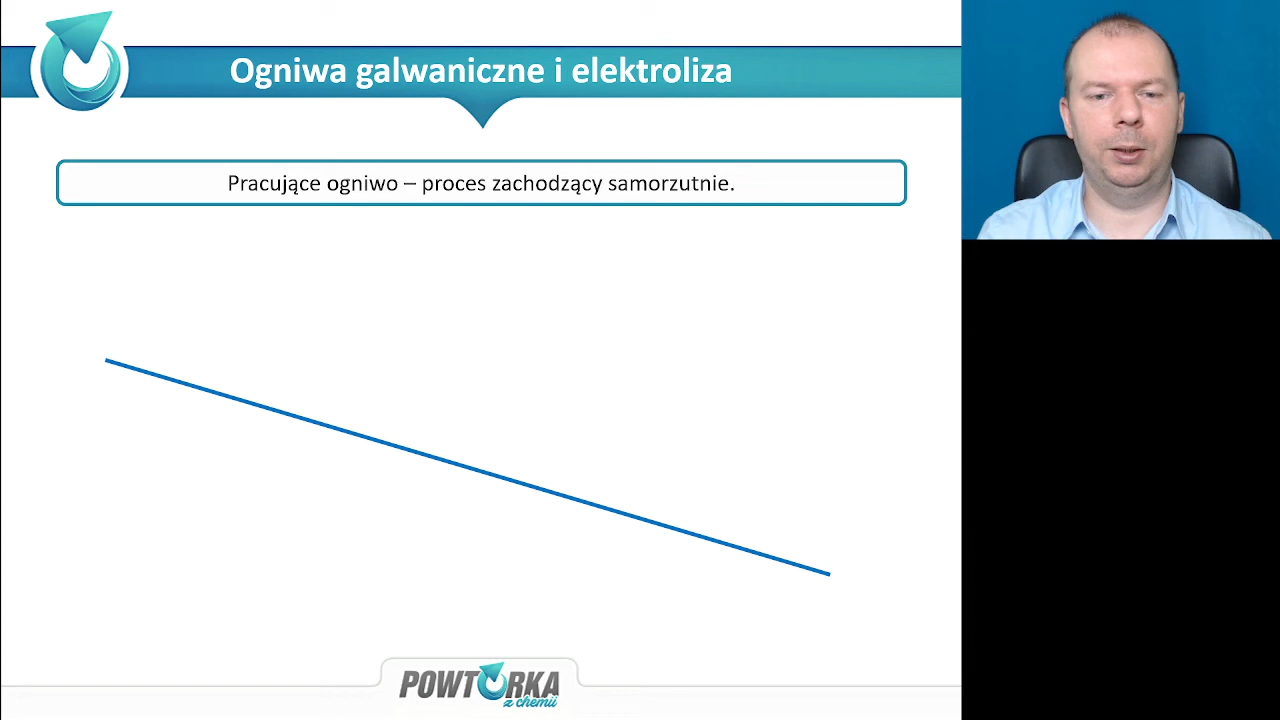 Ogniwa galwaniczne i elektroliza
Pracujące ogniwo – proces zachodzący samorzutnie.
POWTÓRKA
z chemii